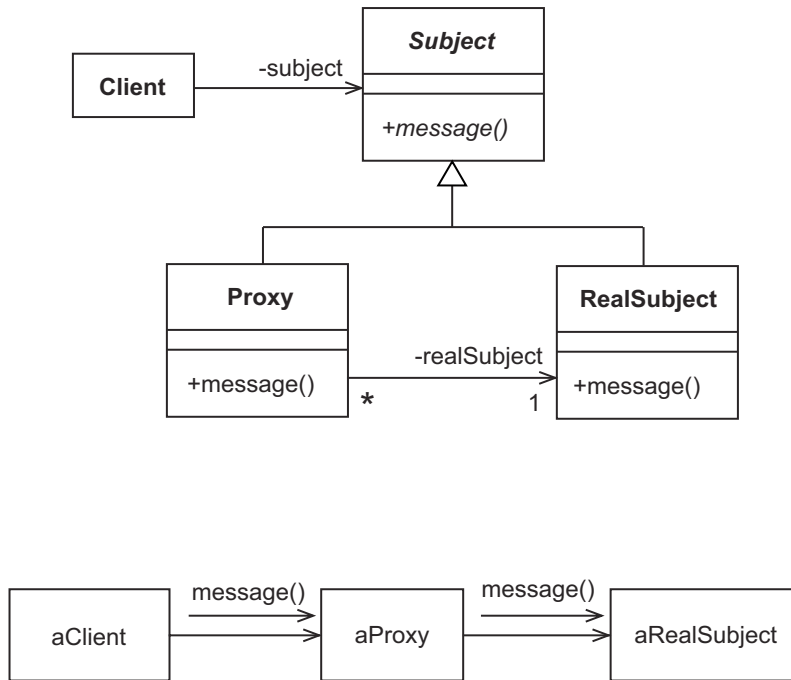 Subject
Client
-subject
+message()
Proxy
RealSubject
-realSubject
+message()
+message()
*
1
message()
message()
aClient
aProxy
aRealSubject